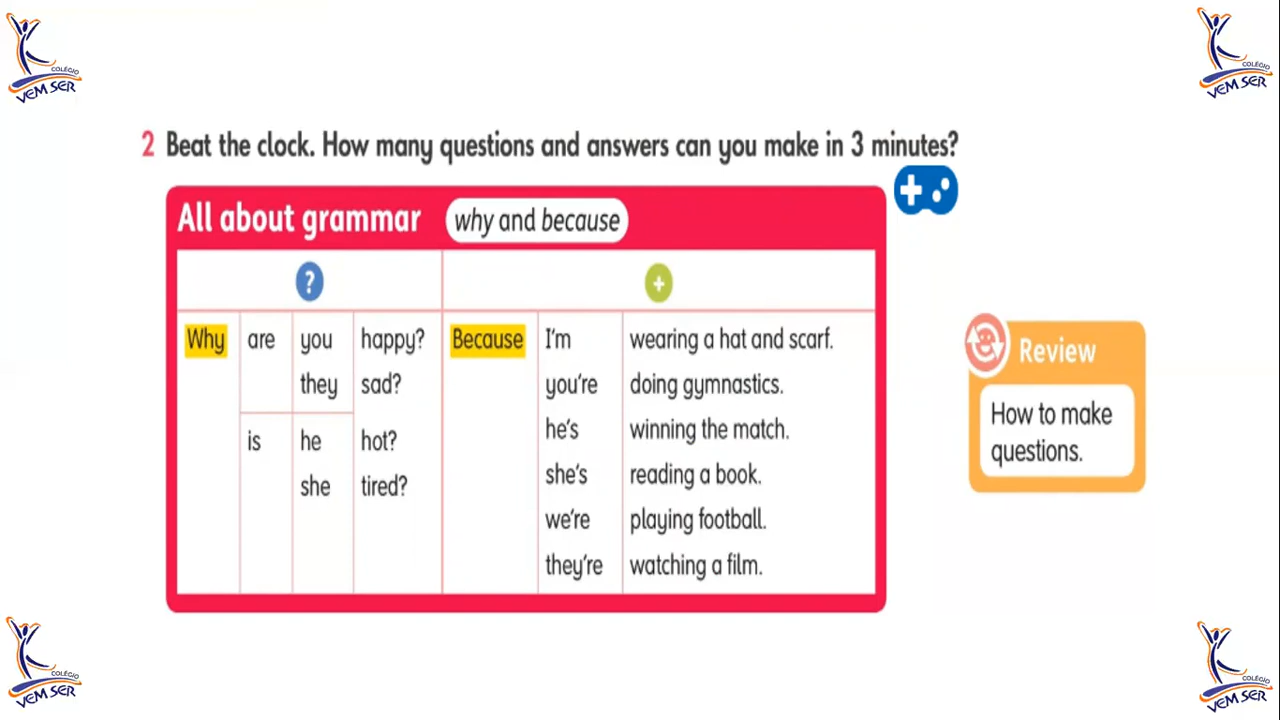 COLÉGIO
VEM SER
COLÉGIO
VEM SER
2 Beat the clock. How many questions and answers can you make in 3 minutes?
All about grammar why and because
? +
Why are you happy? Because I'm wearing a hat and scarf.
they sad? you're doing gymnastics.
is he hot? he's winning the match.
she tired? she's reading a book.
we're playing football.
they're watching a film.
Review
How to make
questions.
COLÉGIO
VEM SER
COLÉGIO
VEM SER